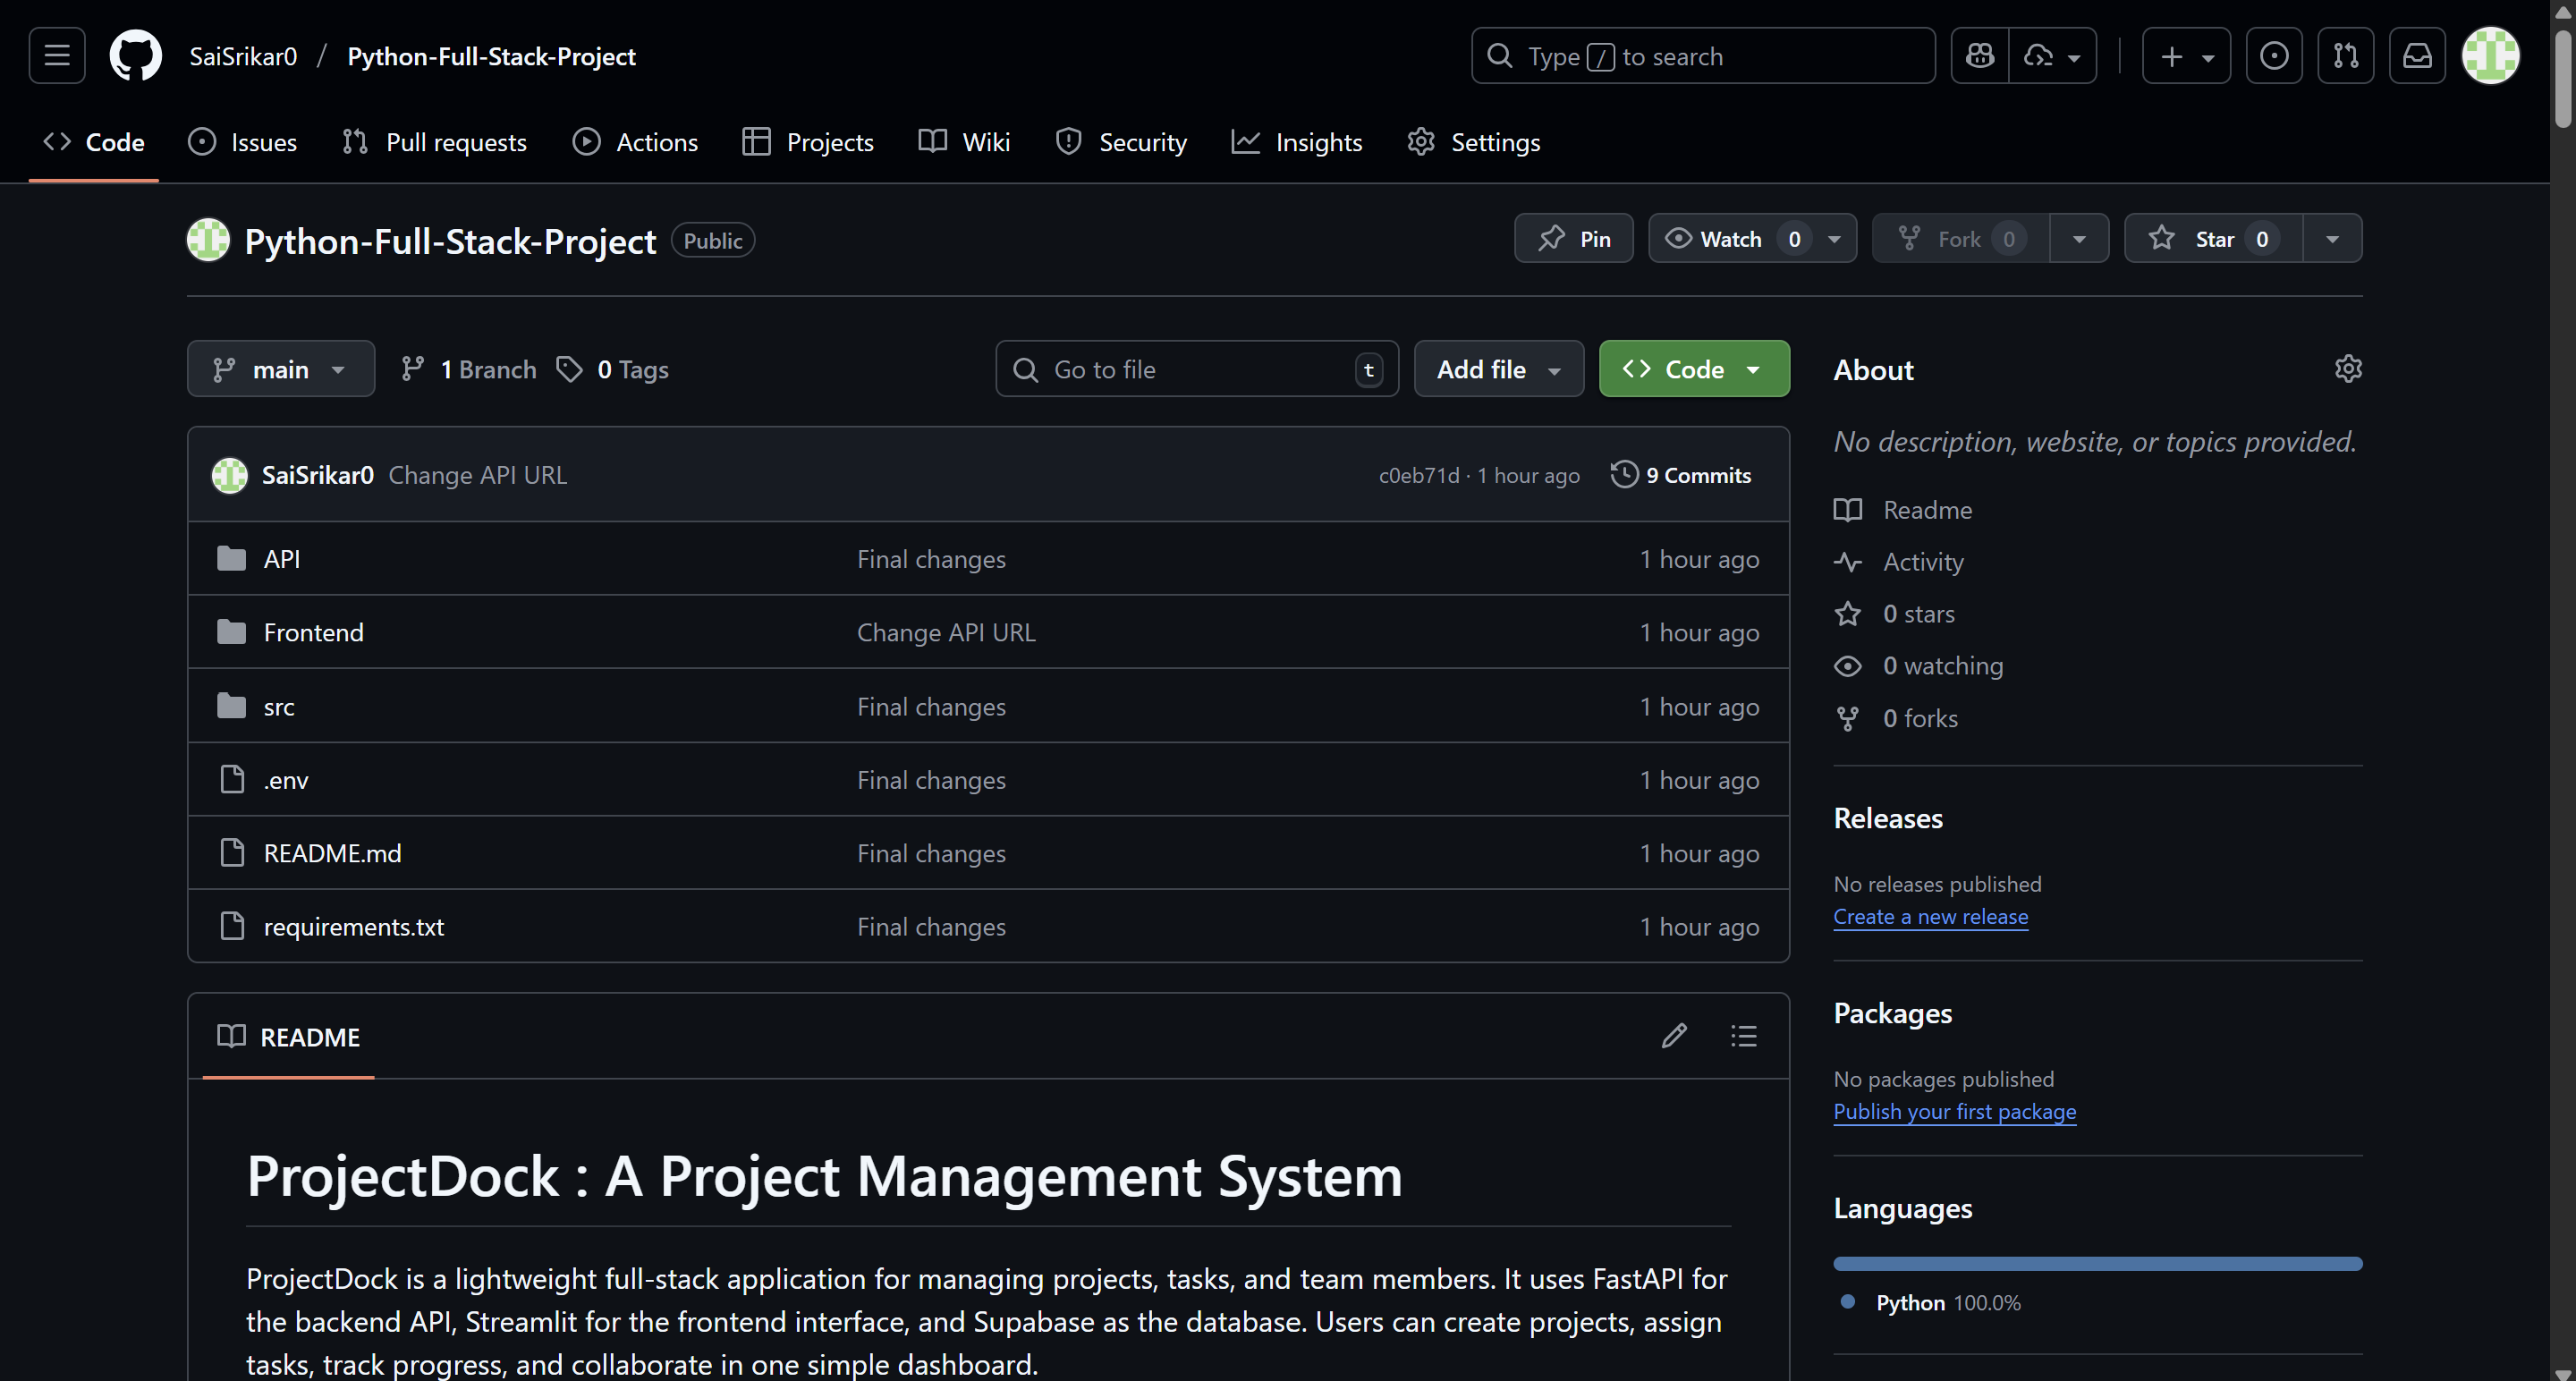 SaiSrikar0 / Python-Full-Stack-Project
Type / to search
Code Issues Pull requests Actions Projects Wiki Security Insights Settings
Python-Full-Stack-Project Public
Pin Watch 0 Fork 0 Star 0
main 1 Branch 0 Tags
Go to file t
Add file Code
SaiSrikar0 Change API URL c0eb71d · 1 hour ago 9 Commits
API Final changes 1 hour ago
Frontend Change API URL 1 hour ago
src Final changes 1 hour ago
.env Final changes 1 hour ago
README.md Final changes 1 hour ago
requirements.txt Final changes 1 hour ago
README
ProjectDock : A Project Management System
ProjectDock is a lightweight full-stack application for managing projects, tasks, and team members. It uses FastAPI for
the backend API, Streamlit for the frontend interface, and Supabase as the database. Users can create projects, assign
tasks, track progress, and collaborate in one simple dashboard.
About
No description, website, or topics provided.
Readme
Activity
0 stars
0 watching
0 forks
Releases
No releases published
Create a new release
Packages
No packages published
Publish your first package
Languages
Python 100.0%